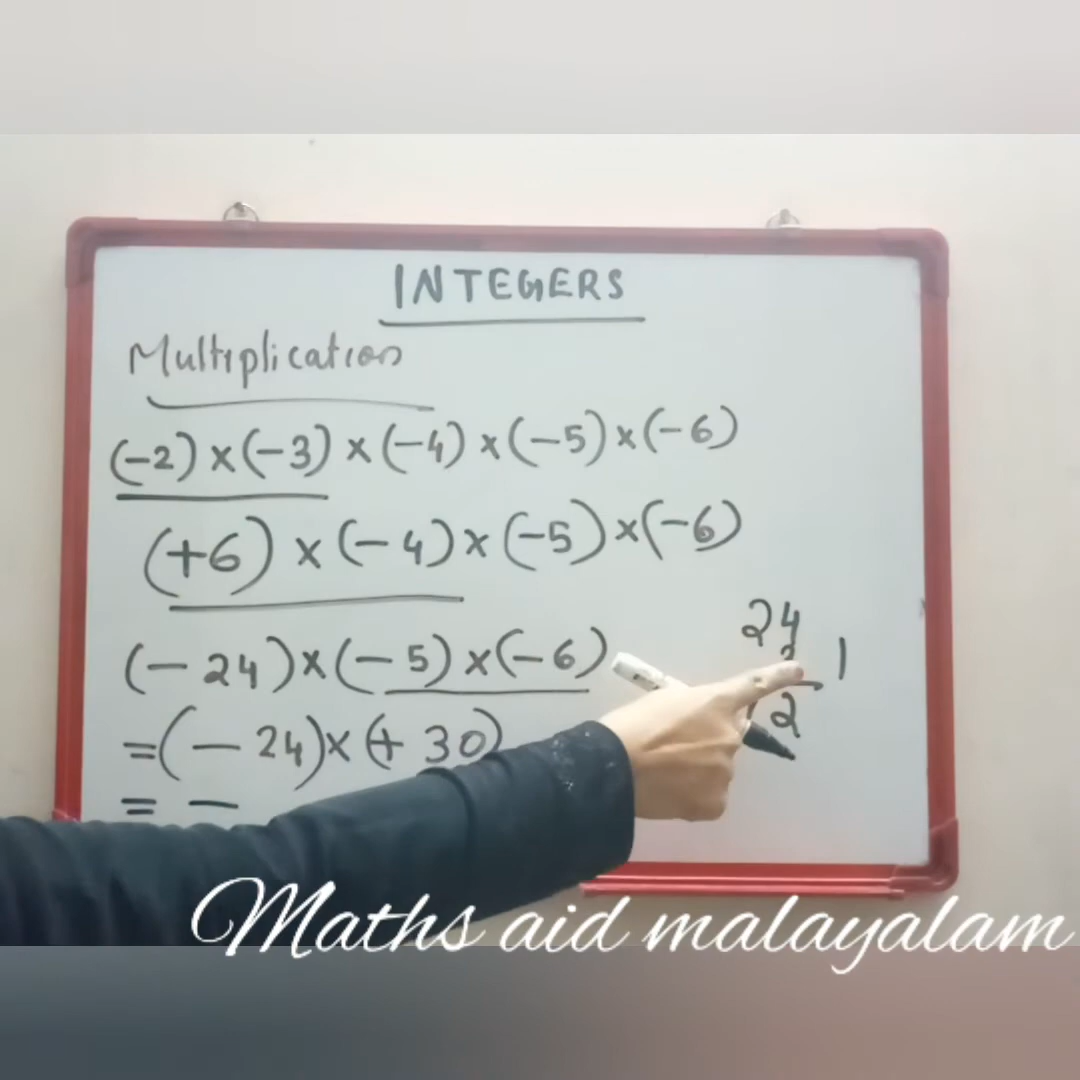 INTEGERS
Multiplication
(-2) × (-3) × (-4) × (-5) × (-6)
(+6) × (-4) × (-5) × (-6)
(- 24) × (-5) × (-6)
= (- 24) × (+ 30)
= -
24
1
2
Maths aid malayalam